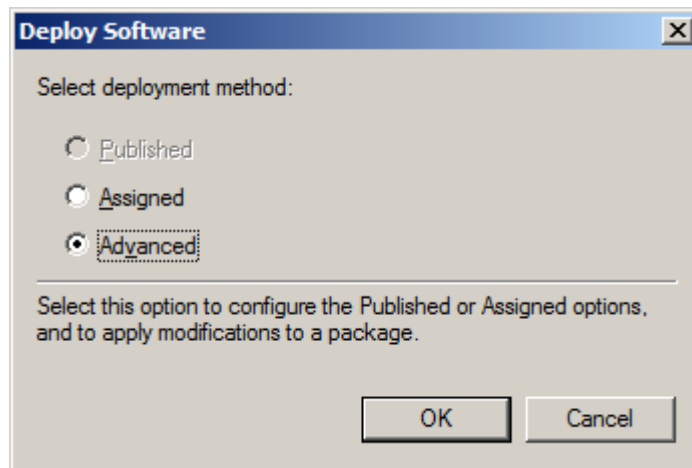 Deploy Software
Select deployment method:
Published
Assigned
Advanced
Select this option to configure the Published or Assigned options,
and to apply modifications to a package.
OK Cancel